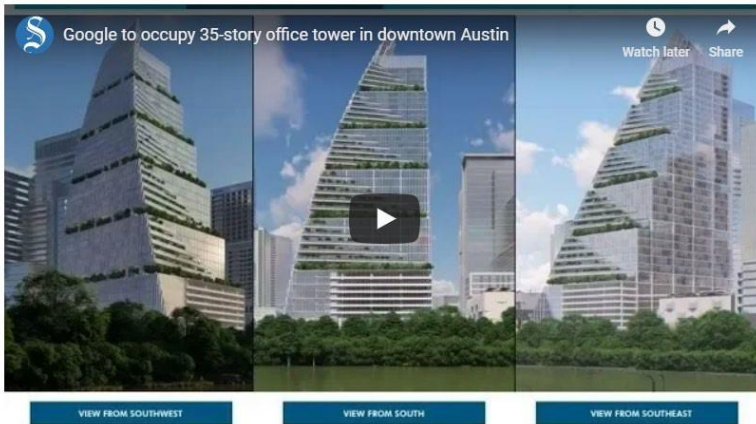 S Google to occupy 35-story office tower in downtown Austin
Watch later Share
VIEW FROM SOUTHWEST VIEW FROM SOUTH VIEW FROM SOUTHEAST